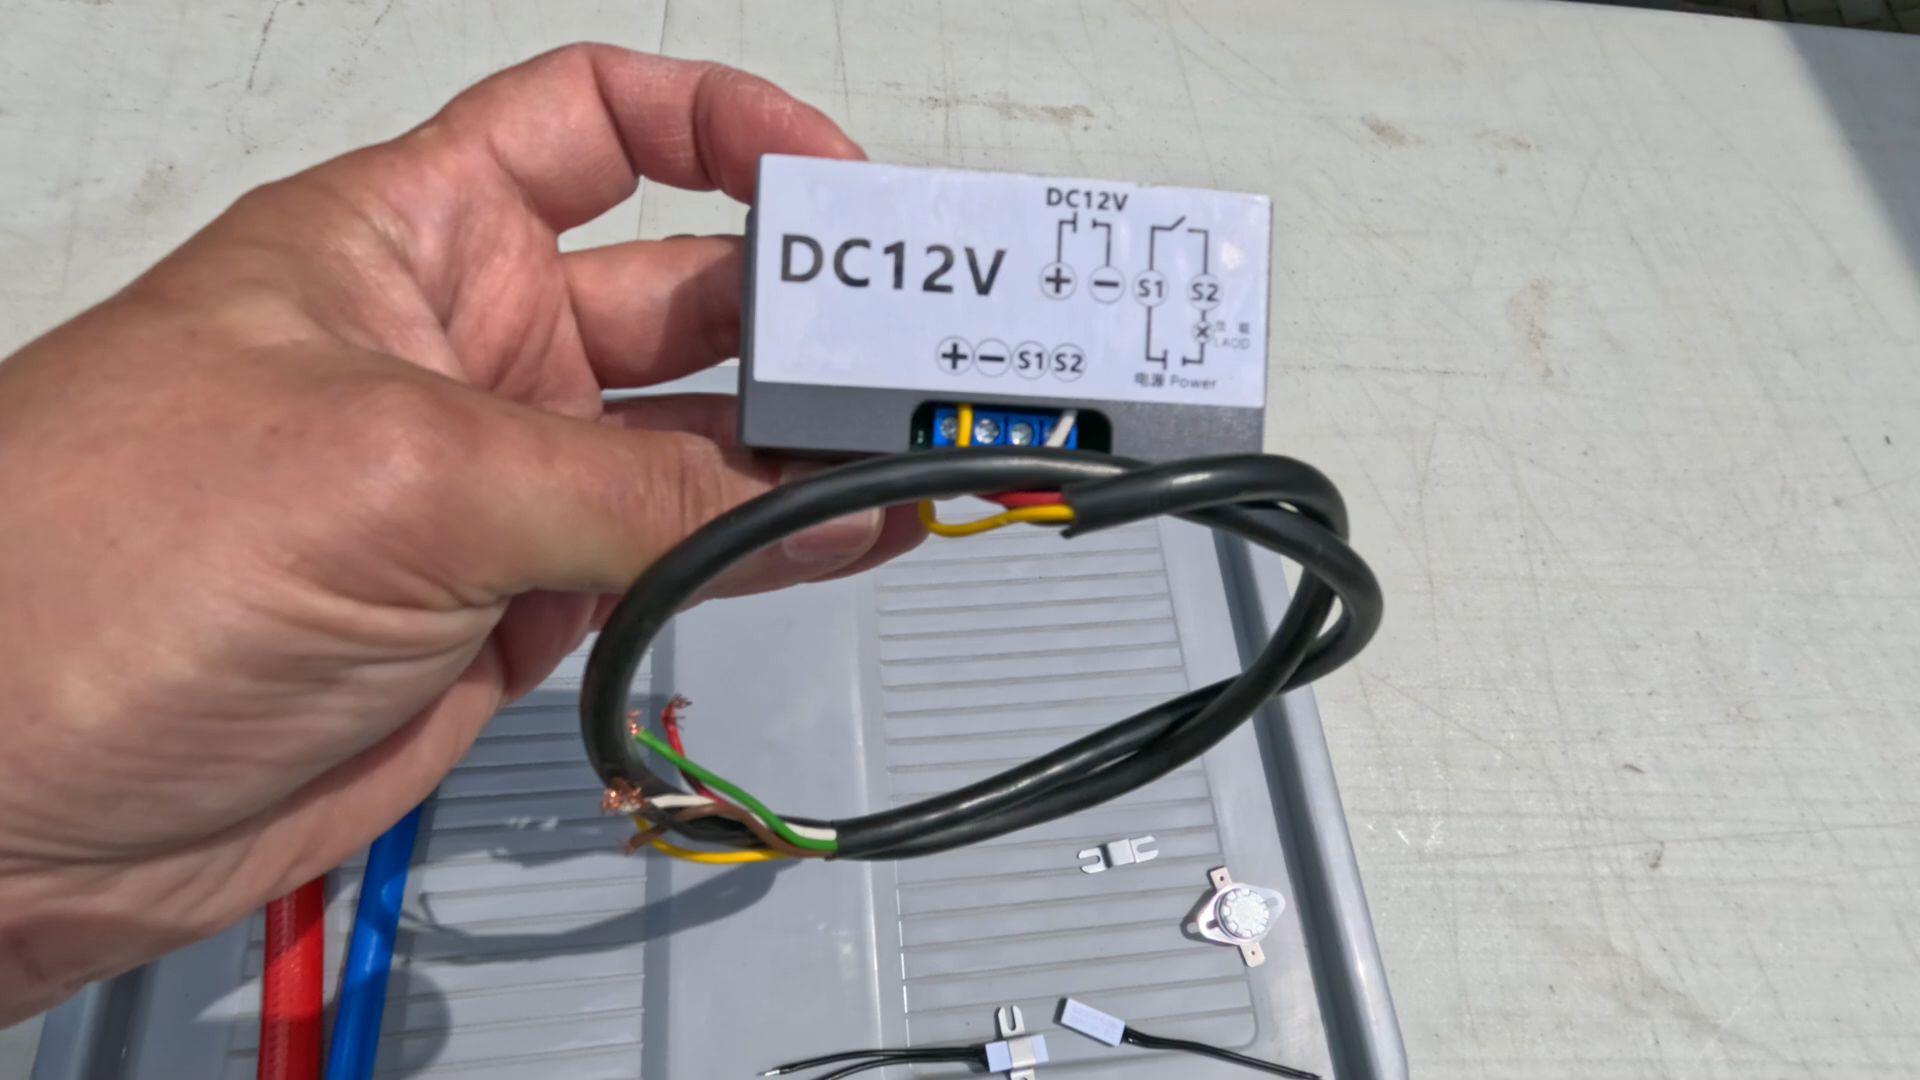 DC12V
DC12V
+ − S1 S2
负 载
LAOD
+ − S1 S2
电源 Power